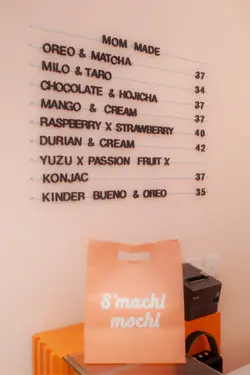 MOM MADE
OREO & MATCHA 37
MILO & TARO 34
CHOCOLATE & HOJICHA 37
MANGO & CREAM 37
RASPBERRY X STRAWBERRY 40
DURIAN & CREAM 42
YUZU X PASSION FRUIT X
KONJAC 37
KINDER BUENO & OREO 35
S'machi
mochi